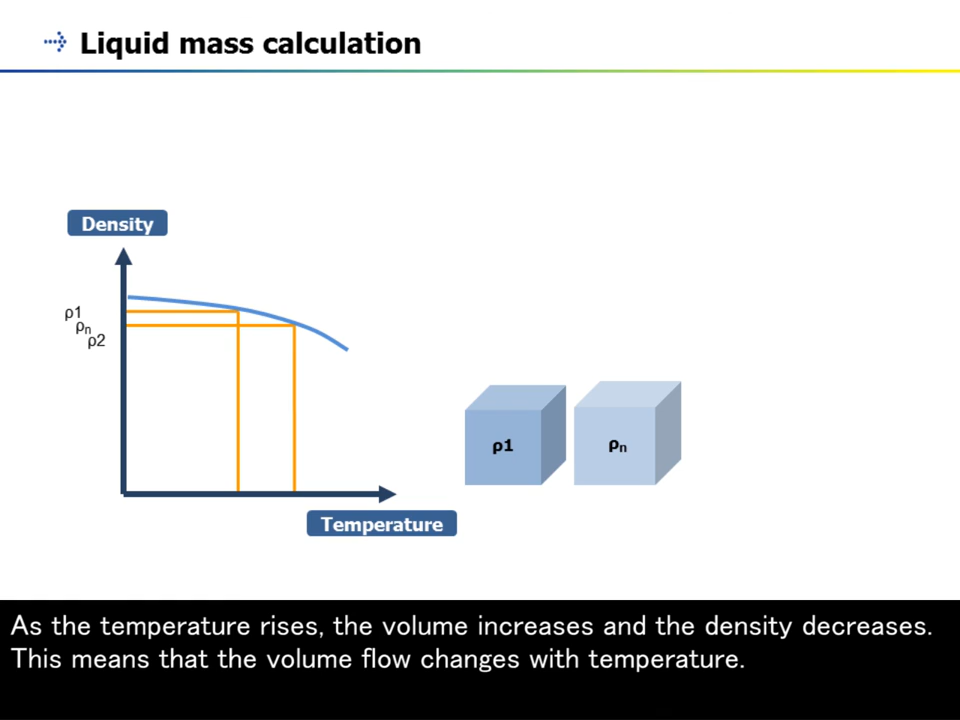 Liquid mass calculation
Density
ρ1
ρn
ρ2
ρ1
ρn
Temperature
As the temperature rises, the volume increases and the density decreases.
This means that the volume flow changes with temperature.